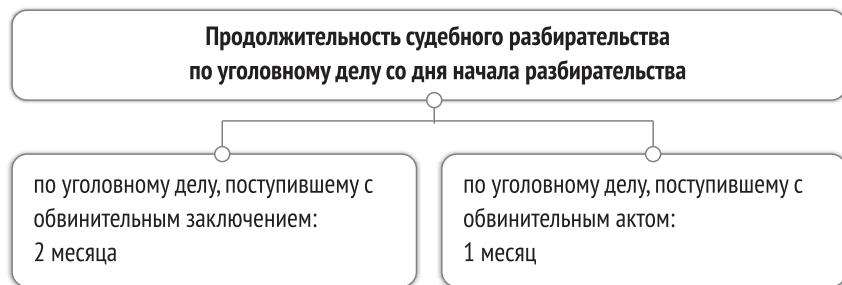 Продолжительность судебного разбирательства
по уголовному делу со дня начала разбирательства
по уголовному делу, поступившему с
обвинительным заключением:
2 месяца
по уголовному делу, поступившему с
обвинительным актом:
1 месяц